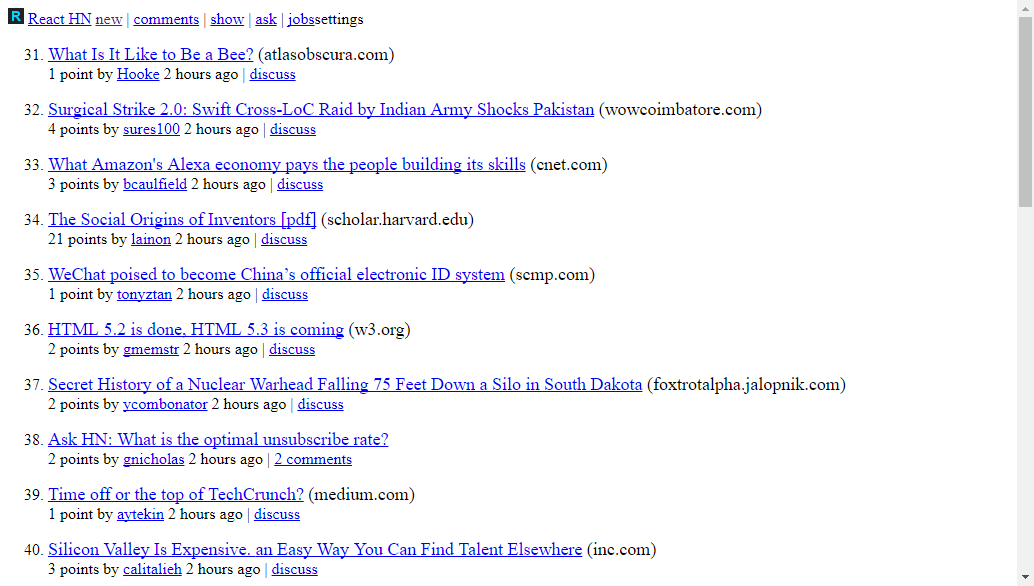 R React HN new | comments | show | ask | jobssettings
31. What Is It Like to Be a Bee? (atlasobscura.com)
1 point by Hooke 2 hours ago | discuss
32. Surgical Strike 2.0: Swift Cross-LoC Raid by Indian Army Shocks Pakistan (wowcoimbatore.com)
4 points by sures100 2 hours ago | discuss
33. What Amazon's Alexa economy pays the people building its skills (cnet.com)
3 points by bcaulfield 2 hours ago | discuss
34. The Social Origins of Inventors [pdf] (scholar.harvard.edu)
21 points by lainon 2 hours ago | discuss
35. WeChat poised to become China’s official electronic ID system (scmp.com)
1 point by tonyztan 2 hours ago | discuss
36. HTML 5.2 is done, HTML 5.3 is coming (w3.org)
2 points by gmemstr 2 hours ago | discuss
37. Secret History of a Nuclear Warhead Falling 75 Feet Down a Silo in South Dakota (foxtrotalpha.jalopnik.com)
2 points by ycombonator 2 hours ago | discuss
38. Ask HN: What is the optimal unsubscribe rate?
2 points by gnicholas 2 hours ago | 2 comments
39. Time off or the top of TechCrunch? (medium.com)
1 point by aytekin 2 hours ago | discuss
40. Silicon Valley Is Expensive. an Easy Way You Can Find Talent Elsewhere (inc.com)
3 points by calitalieh 2 hours ago | discuss